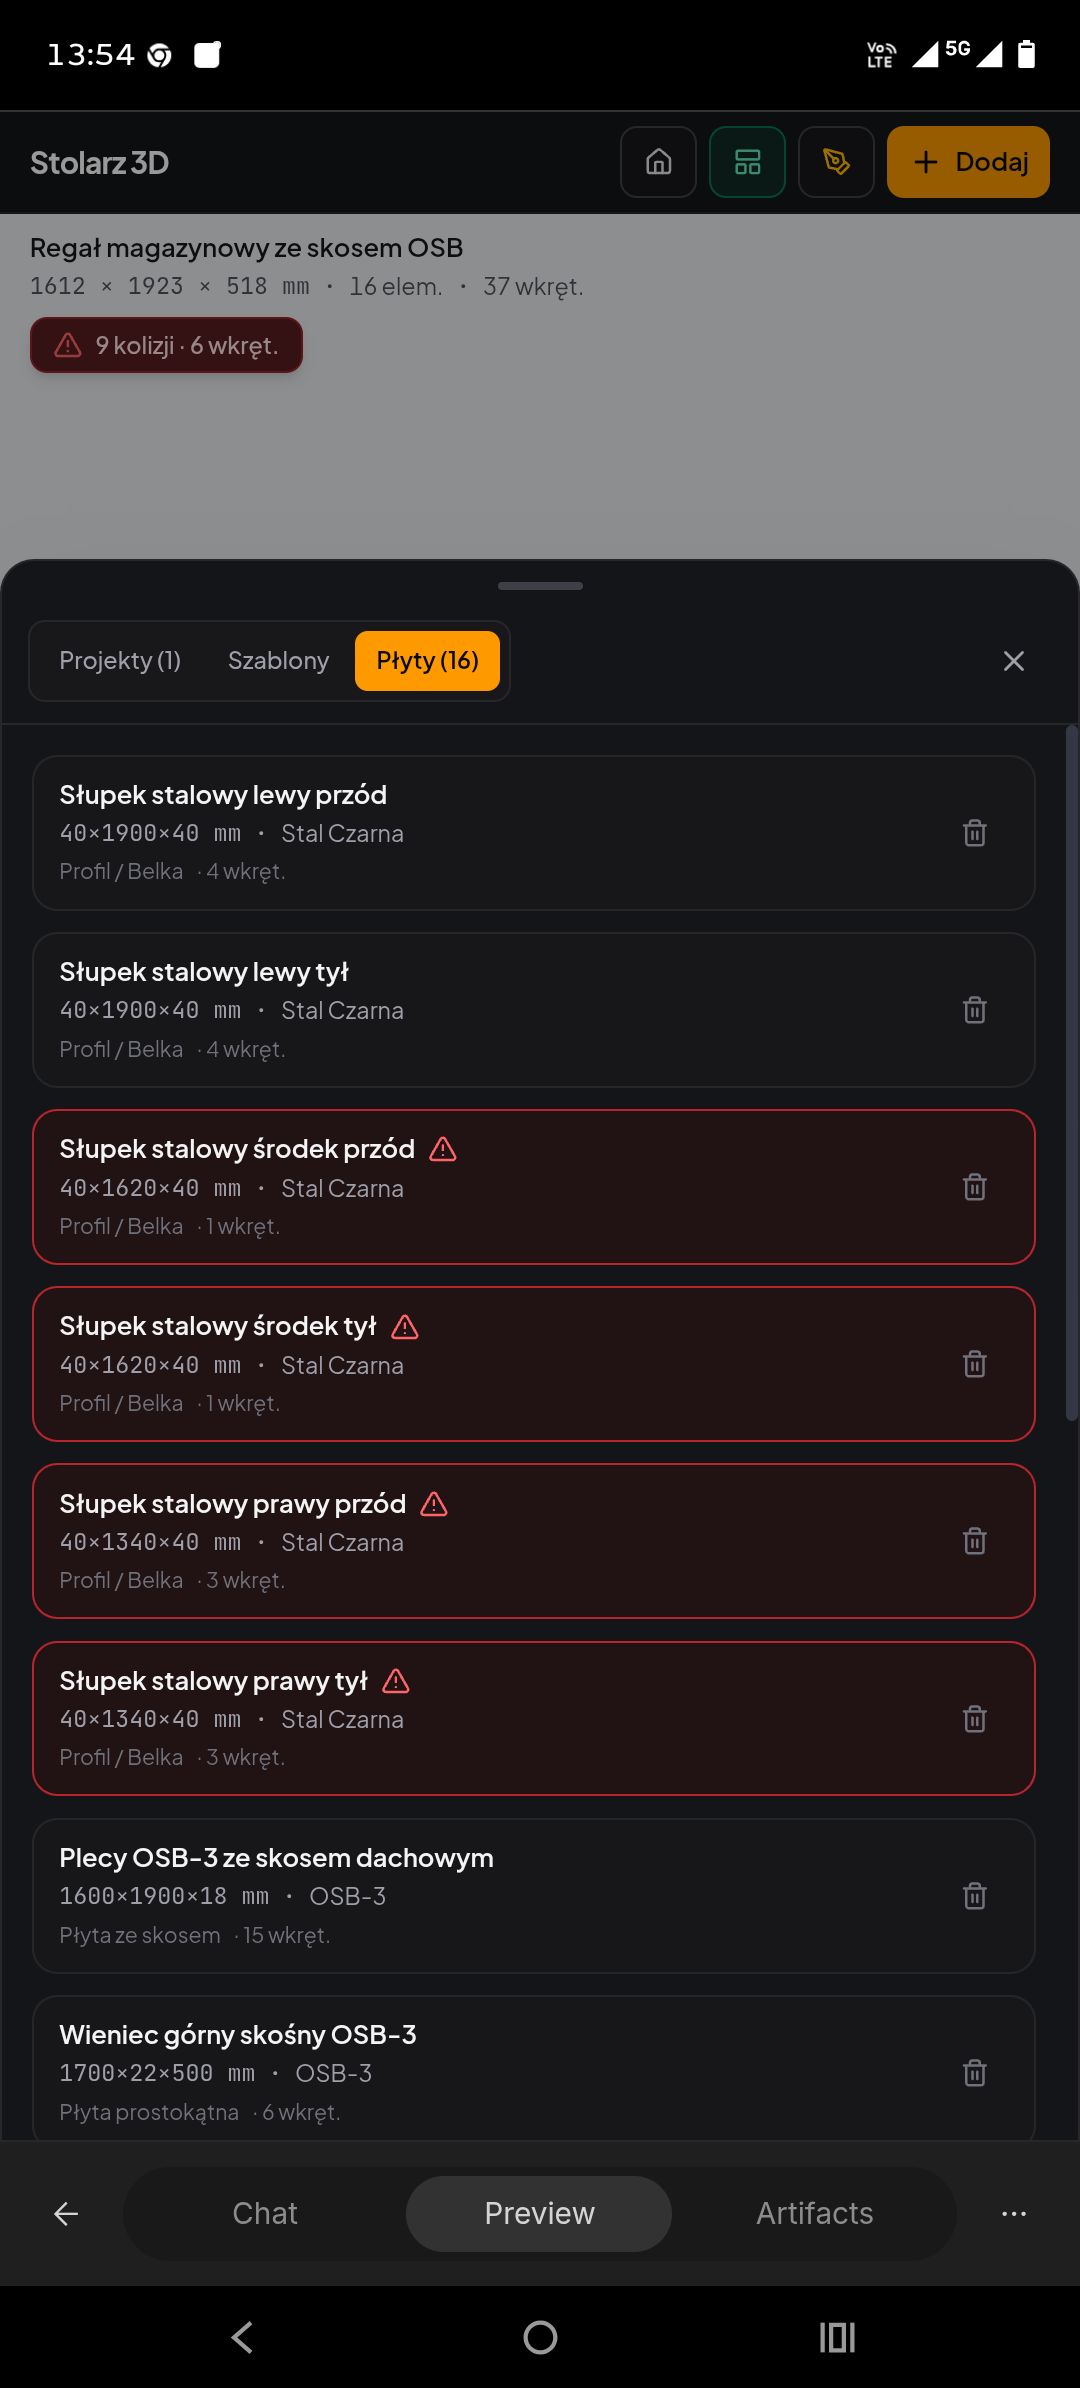 13:54
Vo LTE 5G
Stolarz 3D
Dodaj
Regał magazynowy ze skosem OSB
1612 × 1923 × 518 mm · 16 elem. · 37 wkręt.
9 kolizji · 6 wkręt.
Projekty (1) Szablony Płyty (16)
Słupek stalowy lewy przód
40×1900×40 mm · Stal Czarna
Profil / Belka · 4 wkręt.
Słupek stalowy lewy tył
40×1900×40 mm · Stal Czarna
Profil / Belka · 4 wkręt.
Słupek stalowy środek przód
40×1620×40 mm · Stal Czarna
Profil / Belka · 1 wkręt.
Słupek stalowy środek tył
40×1620×40 mm · Stal Czarna
Profil / Belka · 1 wkręt.
Słupek stalowy prawy przód
40×1340×40 mm · Stal Czarna
Profil / Belka · 3 wkręt.
Słupek stalowy prawy tył
40×1340×40 mm · Stal Czarna
Profil / Belka · 3 wkręt.
Plecy OSB-3 ze skosem dachowym
1600×1900×18 mm · OSB-3
Płyta ze skosem · 15 wkręt.
Wieniec górny skośny OSB-3
1700×22×500 mm · OSB-3
Płyta prostokątna · 6 wkręt.
Chat Preview Artifacts